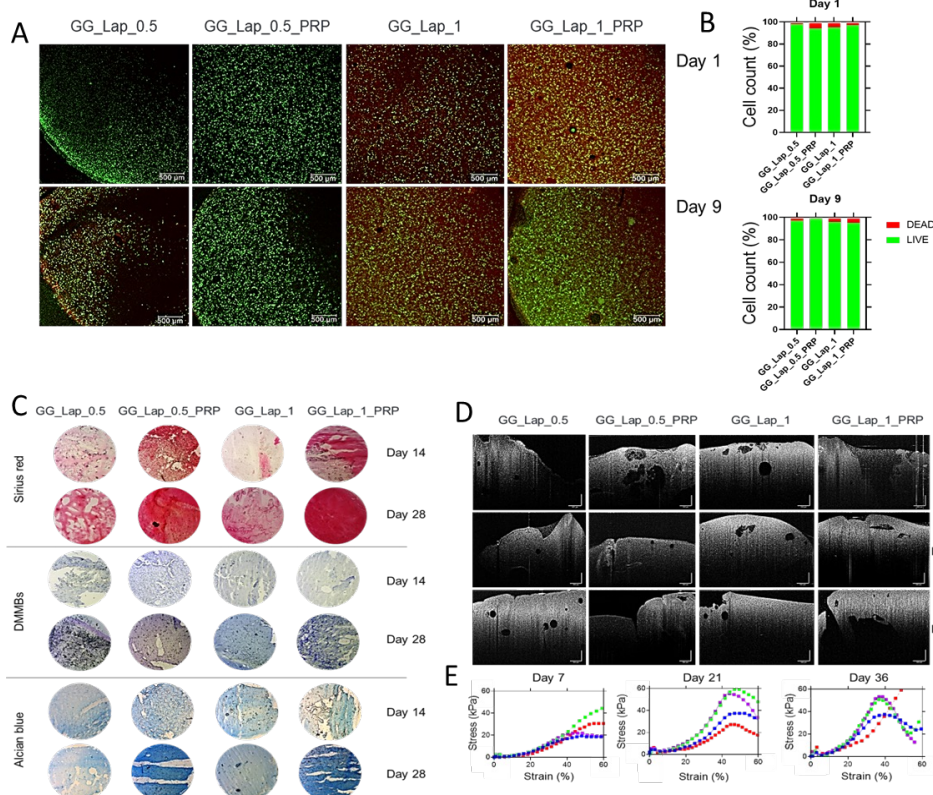 A
GG_Lap_0.5 GG_Lap_0.5_PRP GG_Lap_1 GG_Lap_1_PRP
Day 1
500 µm 500 µm 500 µm 500 µm
Day 9
500 µm 500 µm 500 µm 500 µm
B
Day 1
Cell count (%)
100
80
60
40
20
0
GG_Lap_0.5 GG_Lap_0.5_PRP GG_Lap_1 GG_Lap_1_PRP
Day 9
Cell count (%)
100
80
60
40
20
0
GG_Lap_0.5 GG_Lap_0.5_PRP GG_Lap_1 GG_Lap_1_PRP
DEAD
LIVE
C
GG_Lap_0.5 GG_Lap_0.5_PRP GG_Lap_1 GG_Lap_1_PRP
Sirius red
Day 14
Day 28
DMMBs
Day 14
Day 28
Alcian blue
Day 14
Day 28
D
GG_Lap_0.5 GG_Lap_0.5_PRP GG_Lap_1 GG_Lap_1_PRP
E
Day 7 Day 21 Day 36
Stress (kPa) Stress (kPa) Stress (kPa)
60 60 60
40 40 40
20 20 20
0 0 0
0 20 40 60 0 20 40 60 0 20 40 60
Strain (%) Strain (%) Strain (%)